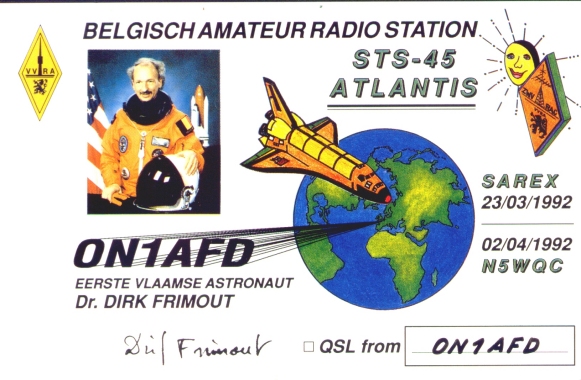 BELGISCH AMATEUR RADIO STATION
VVRA
STS-45
ATLANTIS
SAREX
23/03/1992
02/04/1992
N5WQC
ON1AFD
EERSTE VLAAMSE ASTRONAUT
Dr. DIRK FRIMOUT
Dirk Frimout
□ QSL from ON1AFD